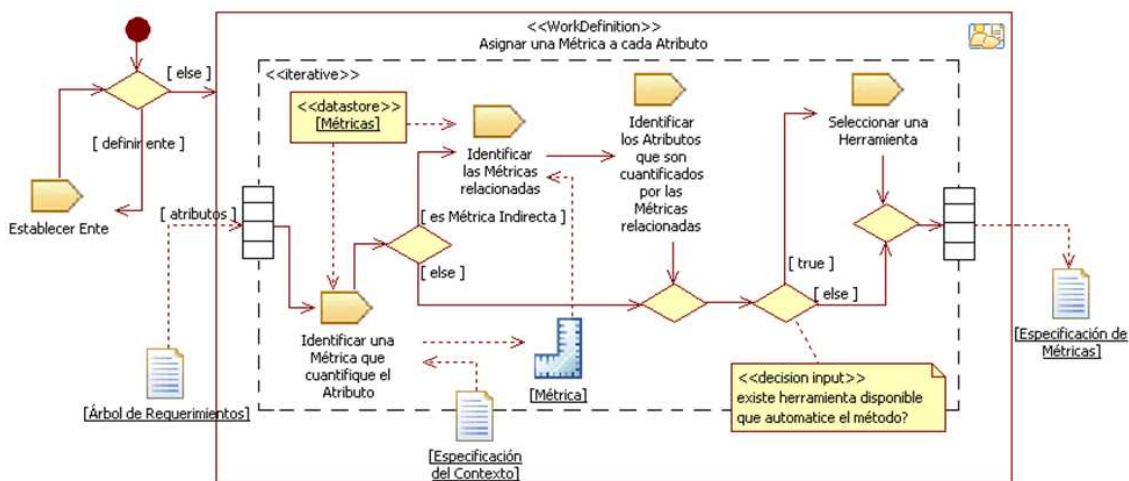 <<WorkDefinition>>
Asignar una Métrica a cada Atributo
[ else ]
<<iterative>>
<<datastore>>
[Métricas]
[ definir ente ]
Establecer Ente
[ atributos ]
Identificar
las Métricas
relacionadas
Identificar
los Atributos
que son
cuantificados
por las
Métricas
relacionadas
Seleccionar una
Herramienta
[ es Métrica Indirecta ]
[ else ]
[ true ]
[ else ]
Identificar una
Métrica que
cuantifique el
Atributo
[Métrica]
<<decision input>>
existe herramienta disponible
que automatice el método?
[Especificación de
Métricas]
[Árbol de Requerimientos]
[Especificación
del Contexto]